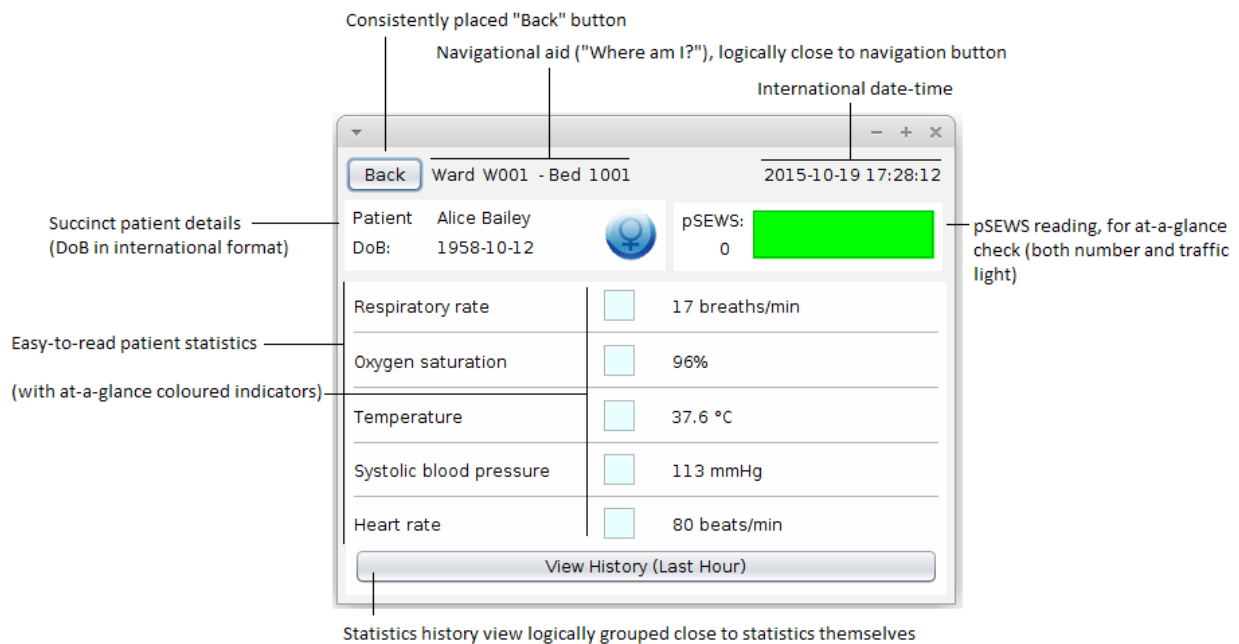 Consistently placed "Back" button
Navigational aid ("Where am I?"), logically close to navigation button
International date-time
Back
Ward W001 - Bed 1001
2015-10-19 17:28:12
Succinct patient details
(DoB in international format)
Patient Alice Bailey
DoB: 1958-10-12
pSEWS:
0
pSEWS reading, for at-a-glance
check (both number and traffic
light)
Easy-to-read patient statistics
(with at-a-glance coloured indicators)
Respiratory rate 17 breaths/min
Oxygen saturation 96%
Temperature 37.6 °C
Systolic blood pressure 113 mmHg
Heart rate 80 beats/min
View History (Last Hour)
Statistics history view logically grouped close to statistics themselves